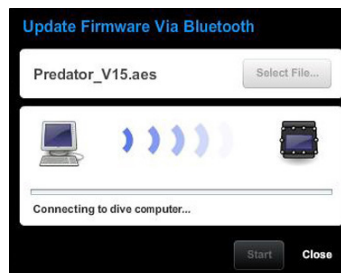 Update Firmware Via Bluetooth
Predator_V15.aes
Select File...
Connecting to dive computer...
Start
Close